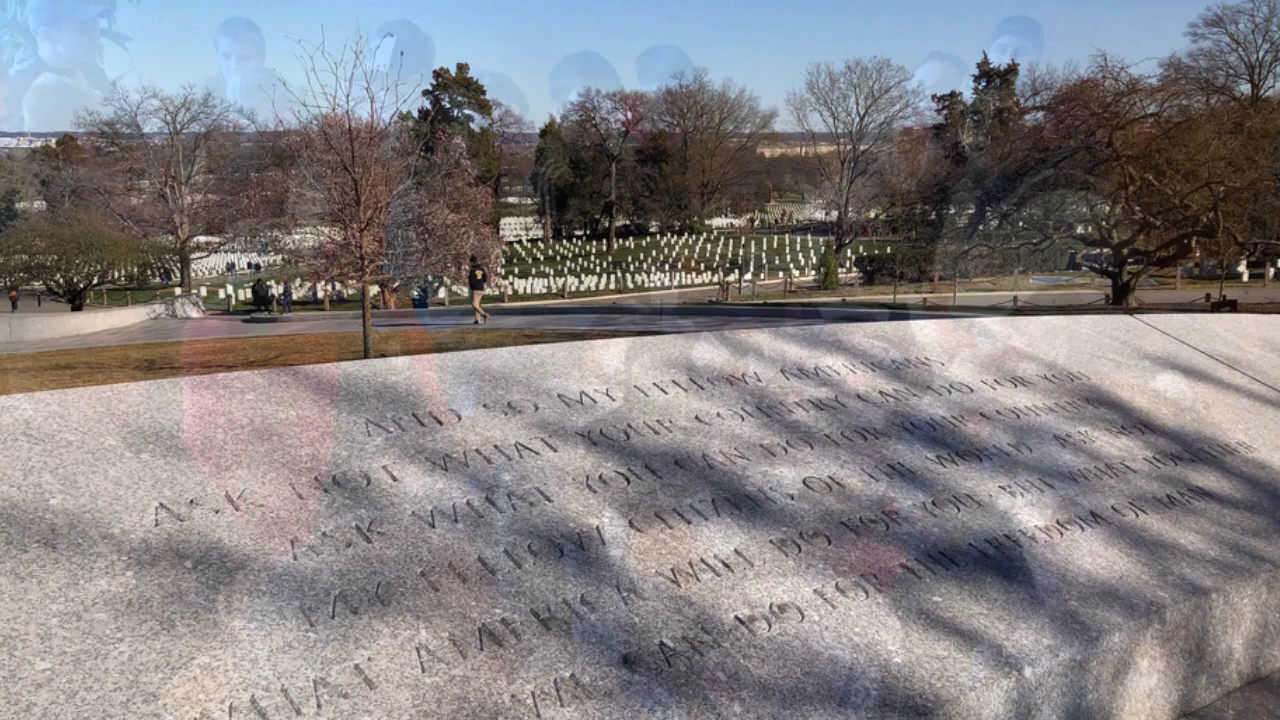 AND SO MY FELLOW AMERICANS
ASK NOT WHAT YOUR COUNTRY CAN DO FOR YOU
ASK WHAT YOU CAN DO FOR YOUR COUNTRY
MY FELLOW CITIZENS OF THE WORLD, ASK NOT
WHAT AMERICA WILL DO FOR YOU, BUT WHAT TOGETHER
WE CAN DO FOR THE FREEDOM OF MAN